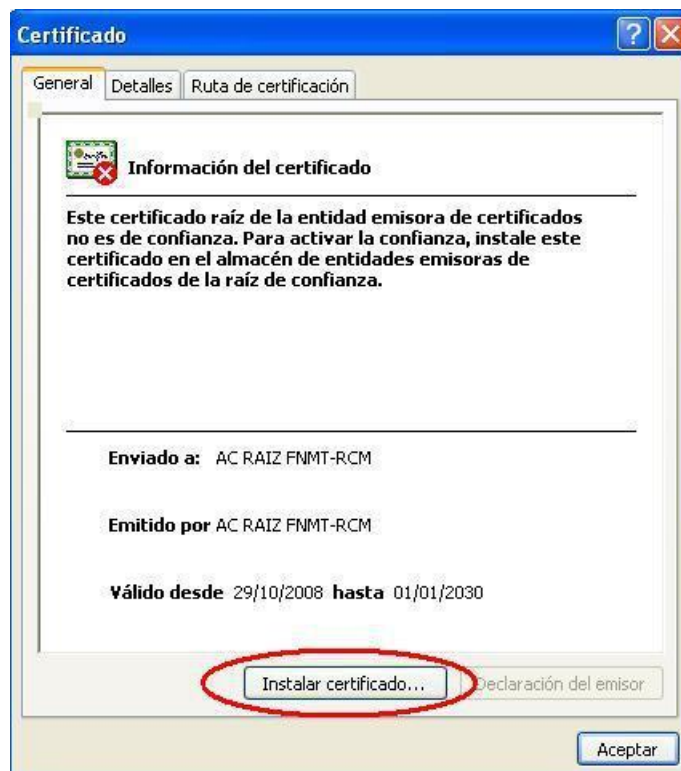 Certificado
General Detalles Ruta de certificación
Información del certificado
Este certificado raíz de la entidad emisora de certificados
no es de confianza. Para activar la confianza, instale este
certificado en el almacén de entidades emisoras de
certificados de la raíz de confianza.
Enviado a: AC RAIZ FNMT-RCM
Emitido por AC RAIZ FNMT-RCM
Válido desde 29/10/2008 hasta 01/01/2030
Instalar certificado... Declaración del emisor
Aceptar